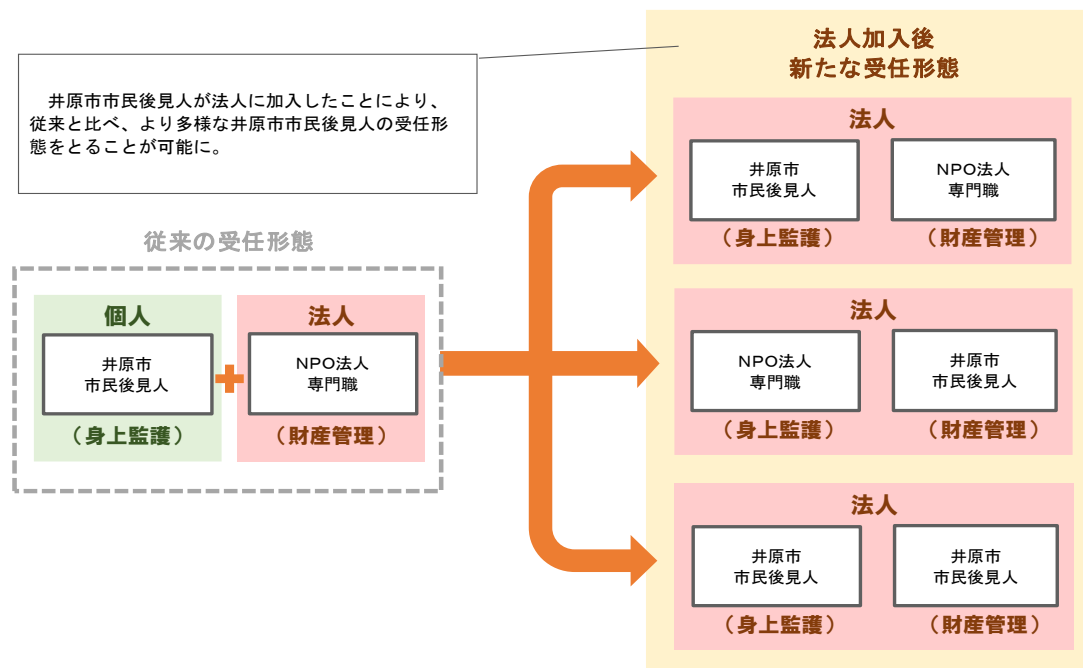 井原市市民後見人が法人に加入したことにより、
従来と比べ、より多様な井原市市民後見人の受任形
態をとることが可能に。
従来の受任形態
個人
井原市
市民後見人
（身上監護）
法人
NPO法人
専門職
（財産管理）
法人加入後
新たな受任形態
法人
井原市
市民後見人
（身上監護）
NPO法人
専門職
（財産管理）
法人
NPO法人
専門職
（身上監護）
井原市
市民後見人
（財産管理）
法人
井原市
市民後見人
（身上監護）
井原市
市民後見人
（財産管理）